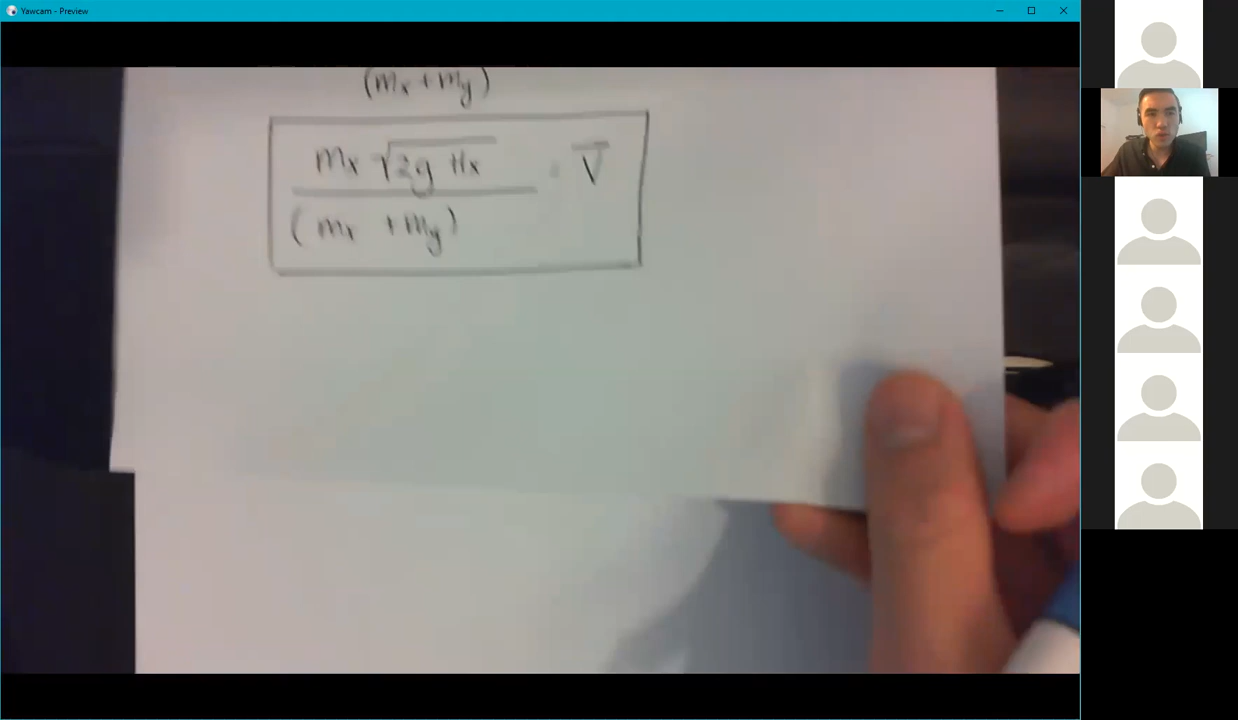 Yawcam - Preview
(mx + my)
mx √2g Hx = V̅
(mx + my)